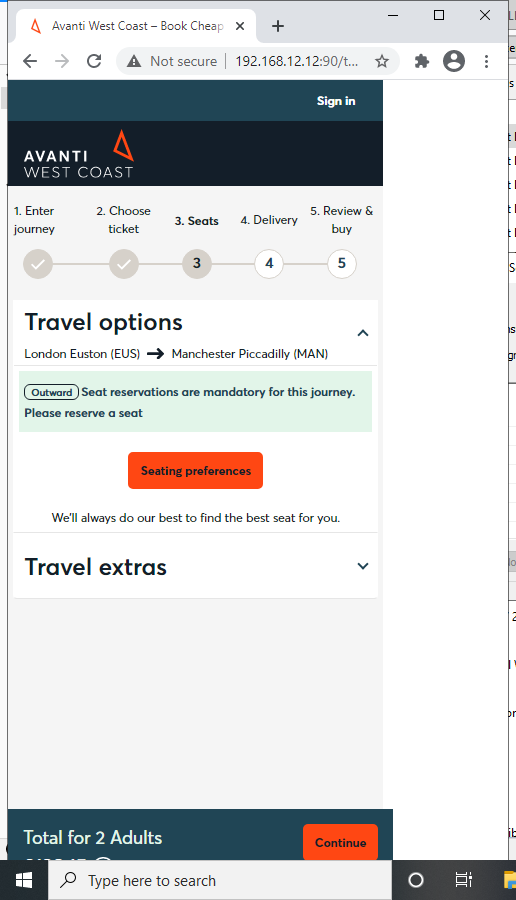 Avanti West Coast – Book Cheap
Not secure
192.168.12.12:90/t...
Sign in
AVANTI
WEST COAST
1. Enter journey
2. Choose ticket
3. Seats
4. Delivery
5. Review & buy
3
4
5
Travel options
London Euston (EUS)
Manchester Piccadilly (MAN)
Outward Seat reservations are mandatory for this journey.
Please reserve a seat
Seating preferences
We'll always do our best to find the best seat for you.
Travel extras
Total for 2 Adults
Continue
Type here to search